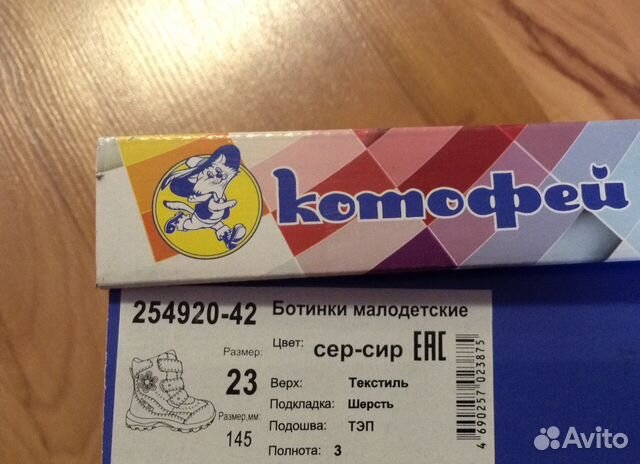 котофей
254920-42 Ботинки малодетские
Размер: Цвет: сер-сир EAC
23 Верх: Текстиль
Размер,мм: Подкладка: Шерсть
145 Подошва: ТЭП
Полнота: 3
4 690257 023875
Avito